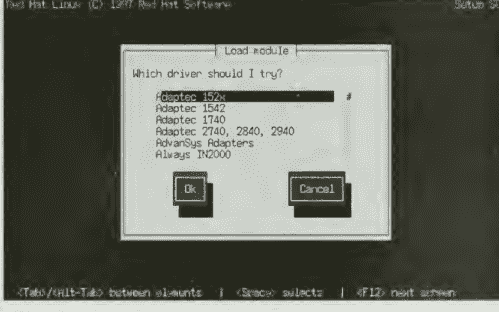 Red Hat Linux (C) 1997 Red Hat Software
Setup S
Load module
Which driver should I try?
Adaptec 152x
#
Adaptec 1542
Adaptec 1740
Adaptec 2740, 2840, 2940
AdvanSys Adapters
Always IN2000
Ok
Cancel
<Tab>/<Alt-Tab> between elements | <Space> selects | <F12> next screen